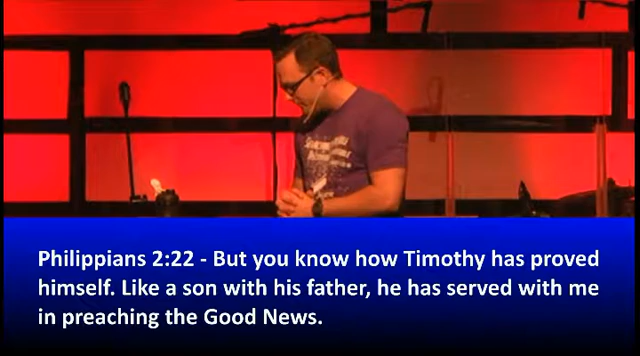 Philippians 2:22 - But you know how Timothy has proved
himself. Like a son with his father, he has served with me
in preaching the Good News.